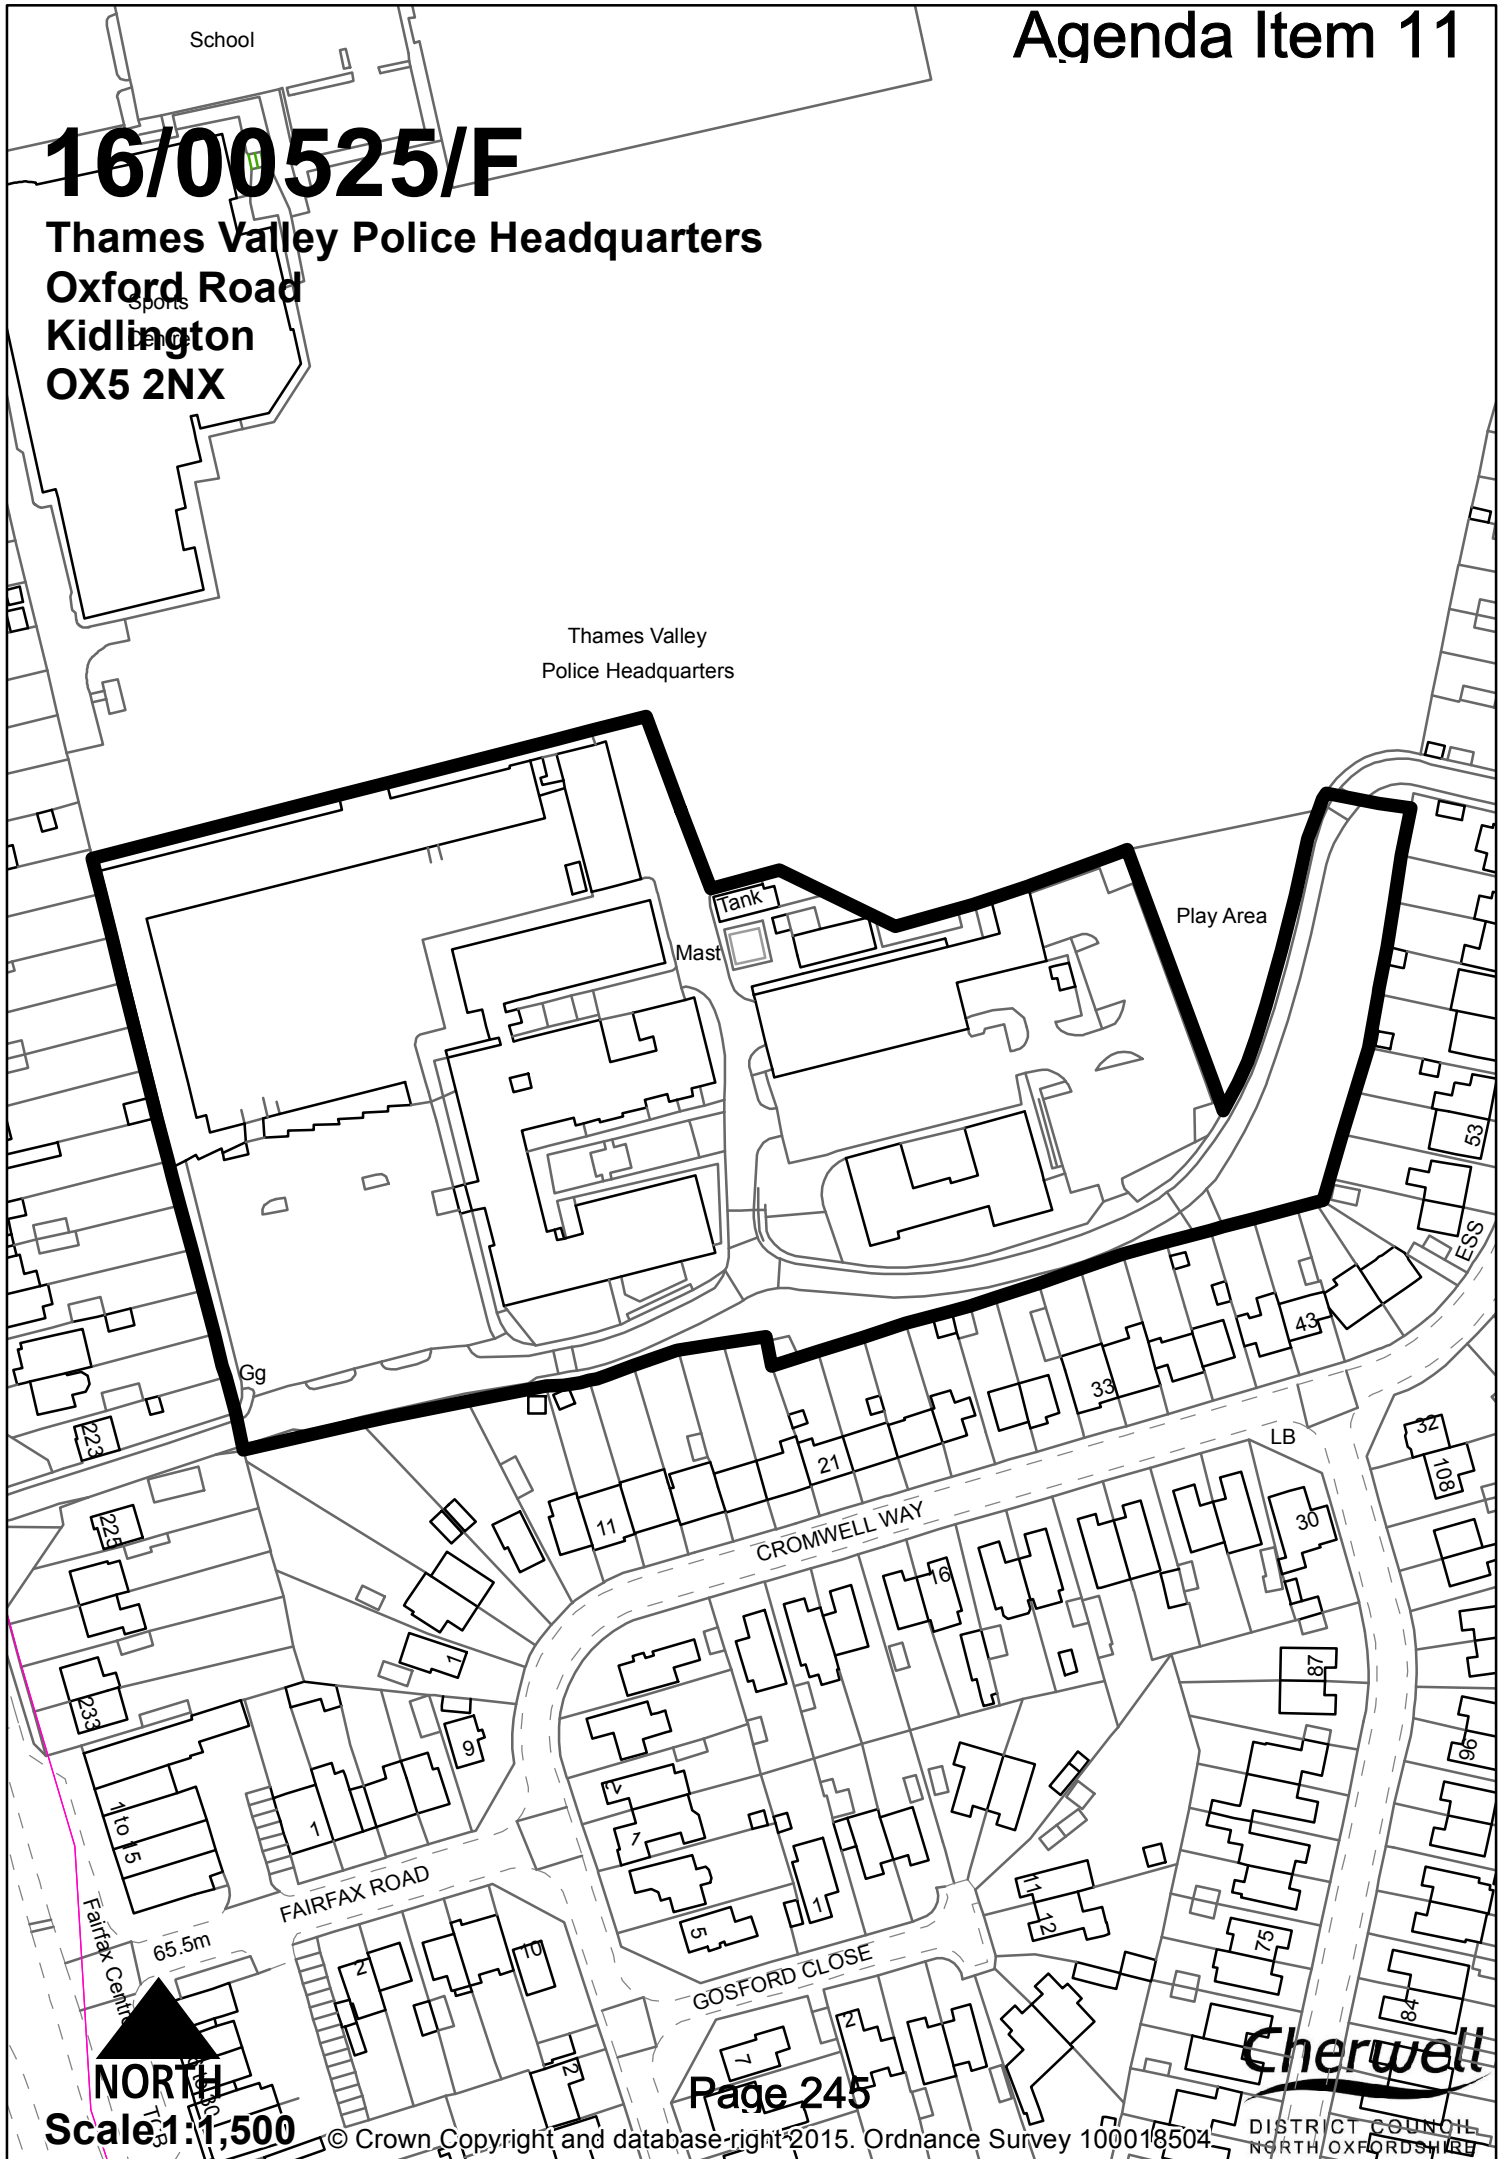 Agenda Item 11
School
16/00525/F
Thames Valley Police Headquarters
Oxford Road
Sports
Centre
Kidlington
OX5 2NX
Thames Valley
Police Headquarters
Tank
Mast
Play Area
53
ESS
43
33
Gg
223
LB
32
108
21
11
225
CROMWELL WAY
30
16
1
87
233
9
96
2
1
1
1 to 15
FAIRFAX ROAD
1
11
12
5
75
65.5m
Fairfax Centre
2
10
GOSFORD CLOSE
2
84
7
2
NORTH
Scale 1:1,500
Page 245
Cherwell
DISTRICT COUNCIL
NORTH OXFORDSHIRE
TCB
© Crown Copyright and database right 2015. Ordnance Survey 100018504